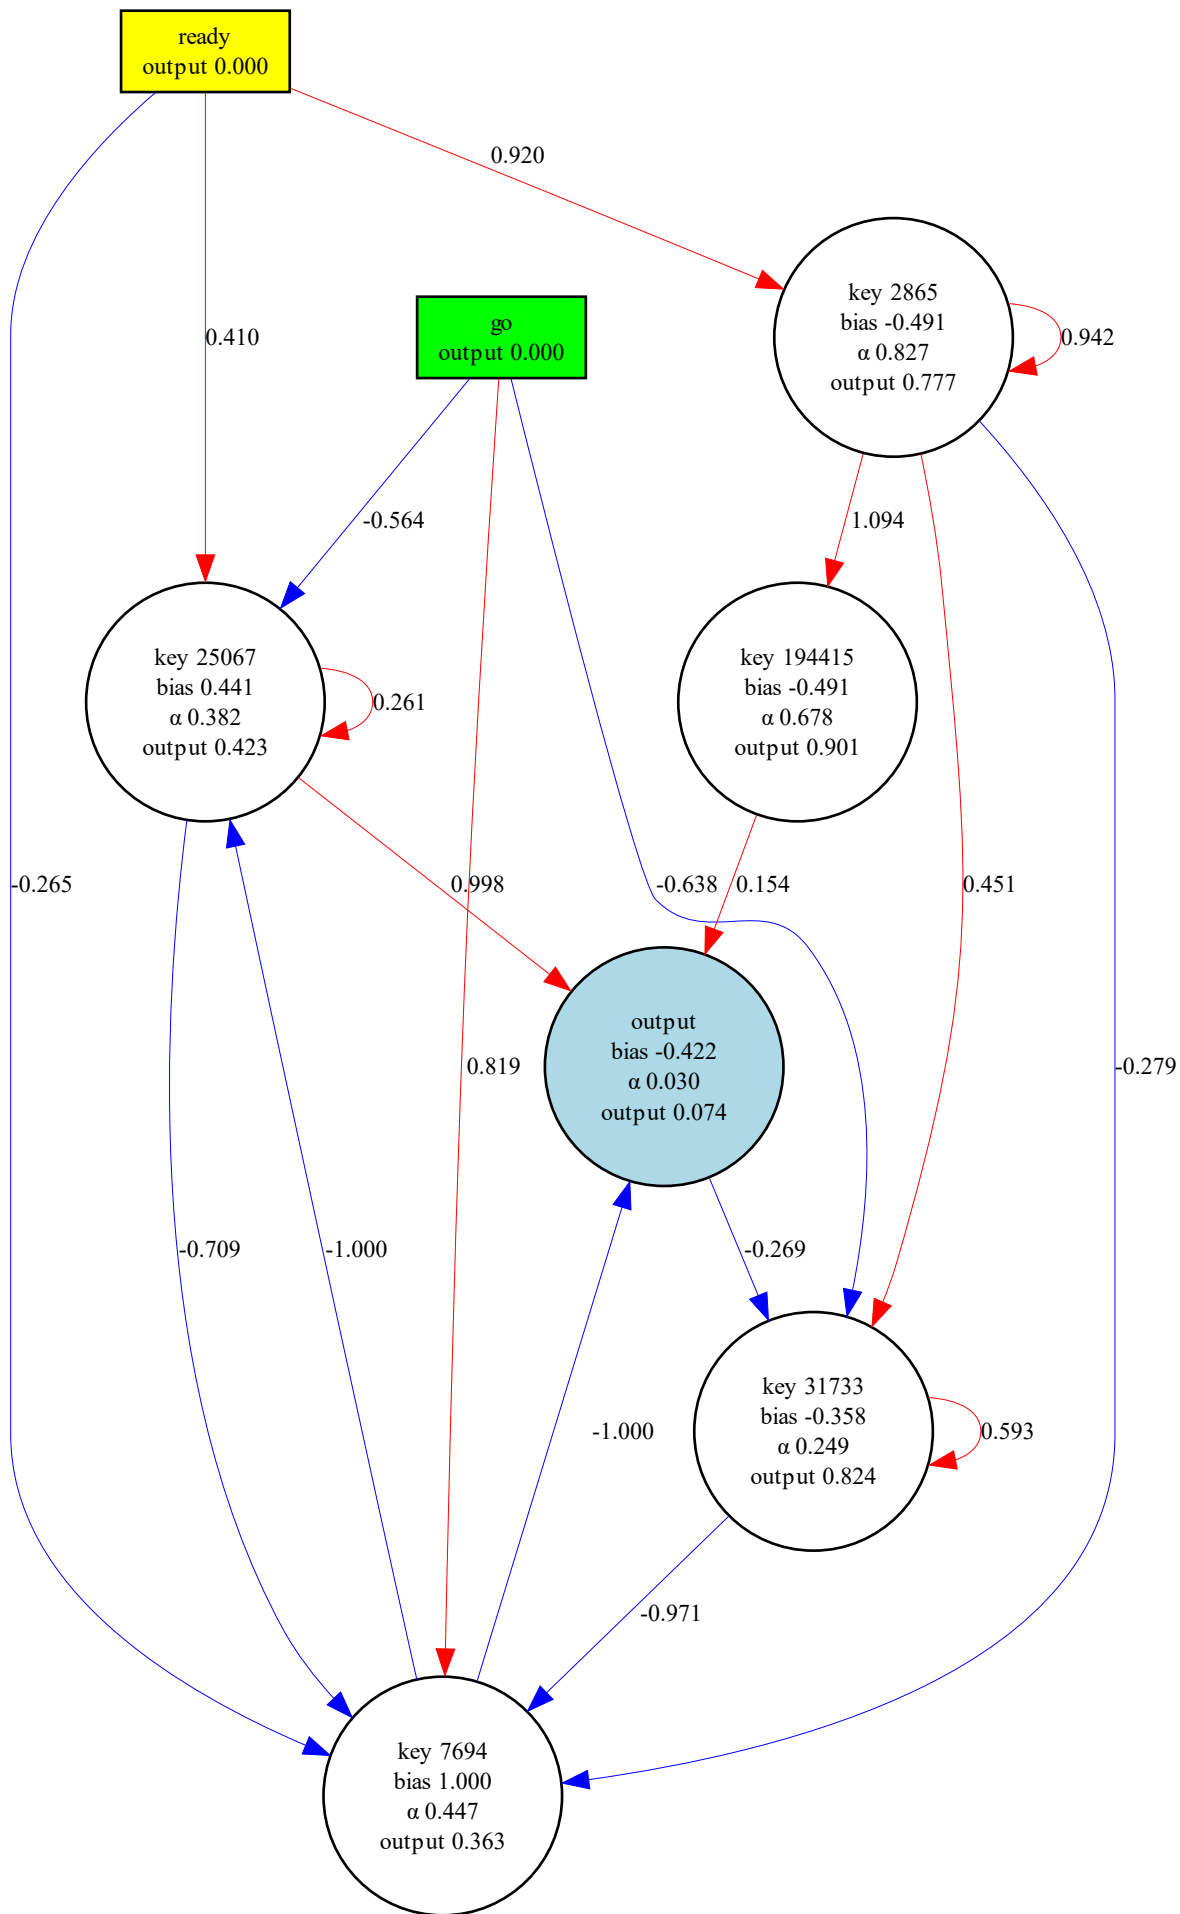 ready
output 0.000
0.920
key 2865
bias -0.491
α 0.827
output 0.777
0.942
go
output 0.000
0.410
-0.564
1.094
key 25067
bias 0.441
α 0.382
output 0.423
0.261
key 194415
bias -0.491
α 0.678
output 0.901
-0.265
0.998
-0.638
0.154
0.451
output
bias -0.422
α 0.030
output 0.074
0.819
-0.279
-0.709
-1.000
-0.269
-1.000
key 31733
bias -0.358
α 0.249
output 0.824
0.593
-0.971
key 7694
bias 1.000
α 0.447
output 0.363